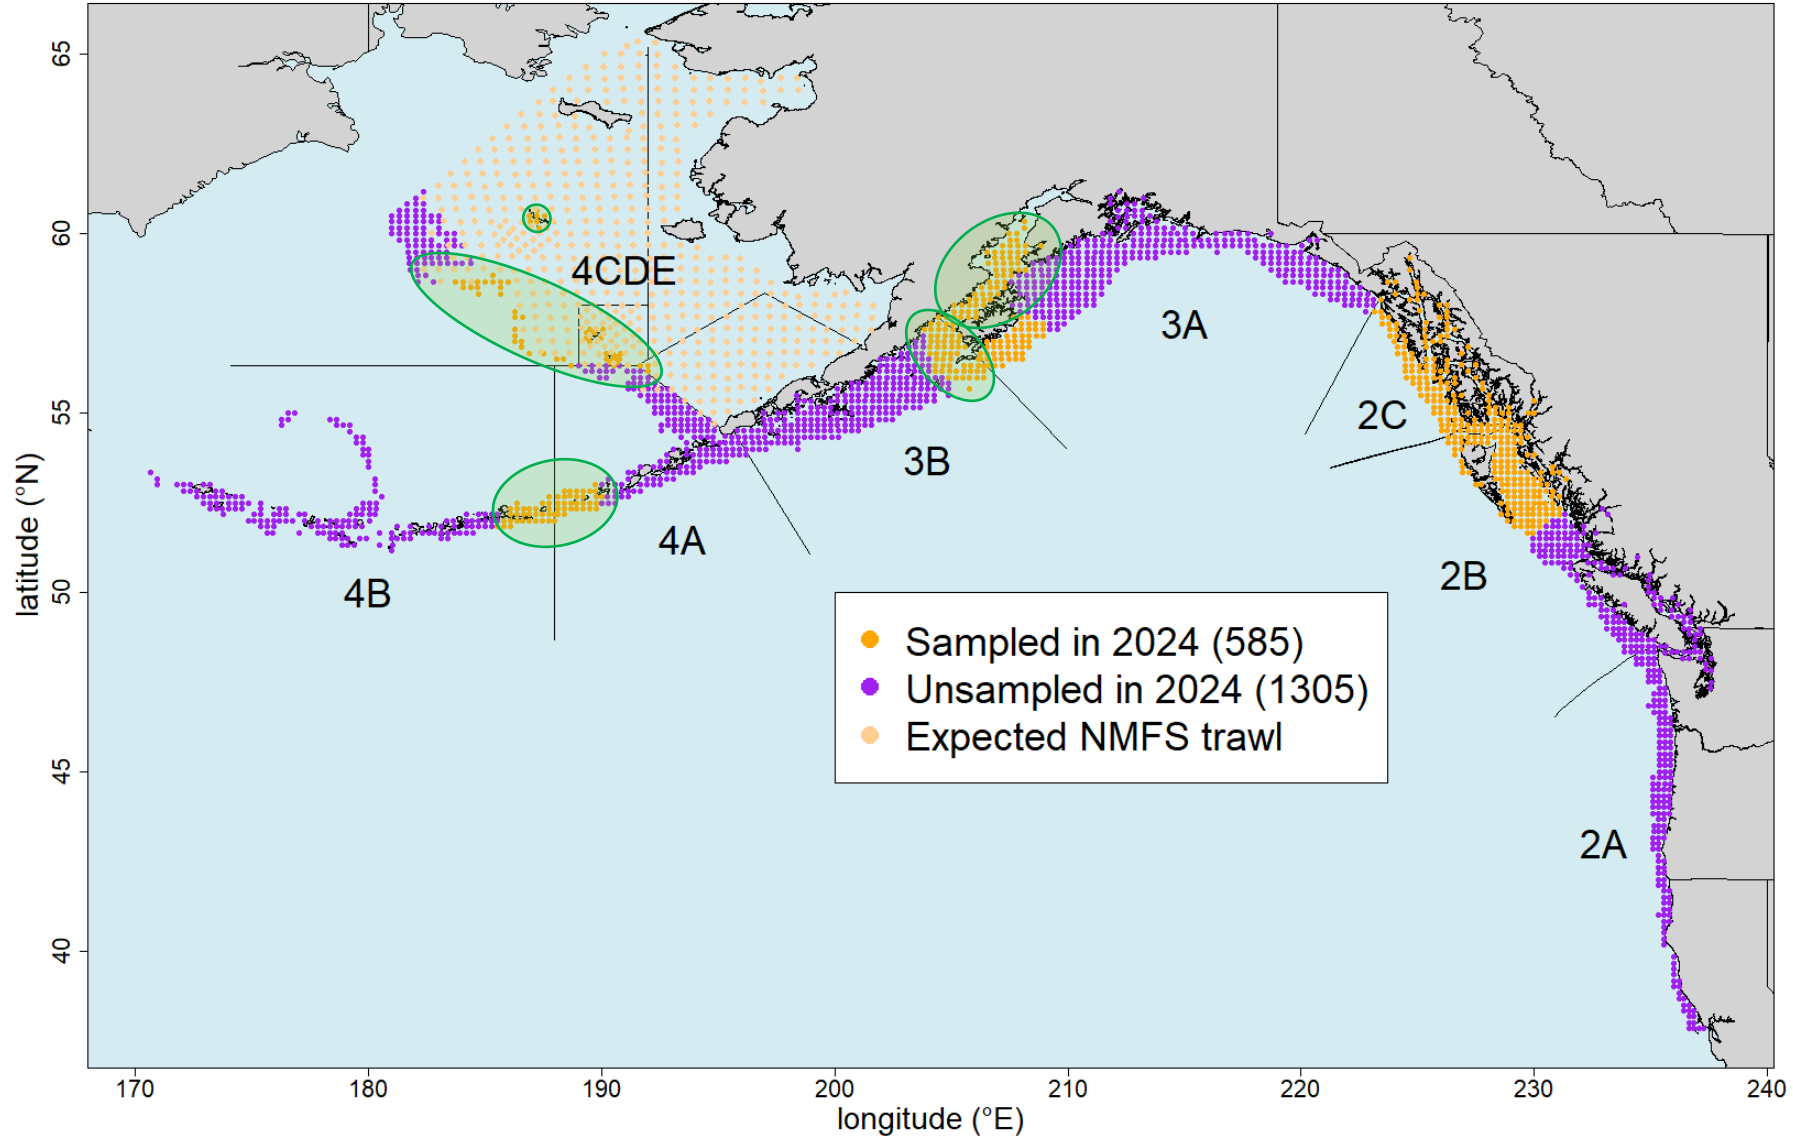 65
60
55
50
45
40
latitude (°N)
4CDE
3A
2C
3B
4A
4B
2B
2A
Sampled in 2024 (585)
Unsampled in 2024 (1305)
Expected NMFS trawl
170
180
190
200
210
220
230
240
longitude (°E)